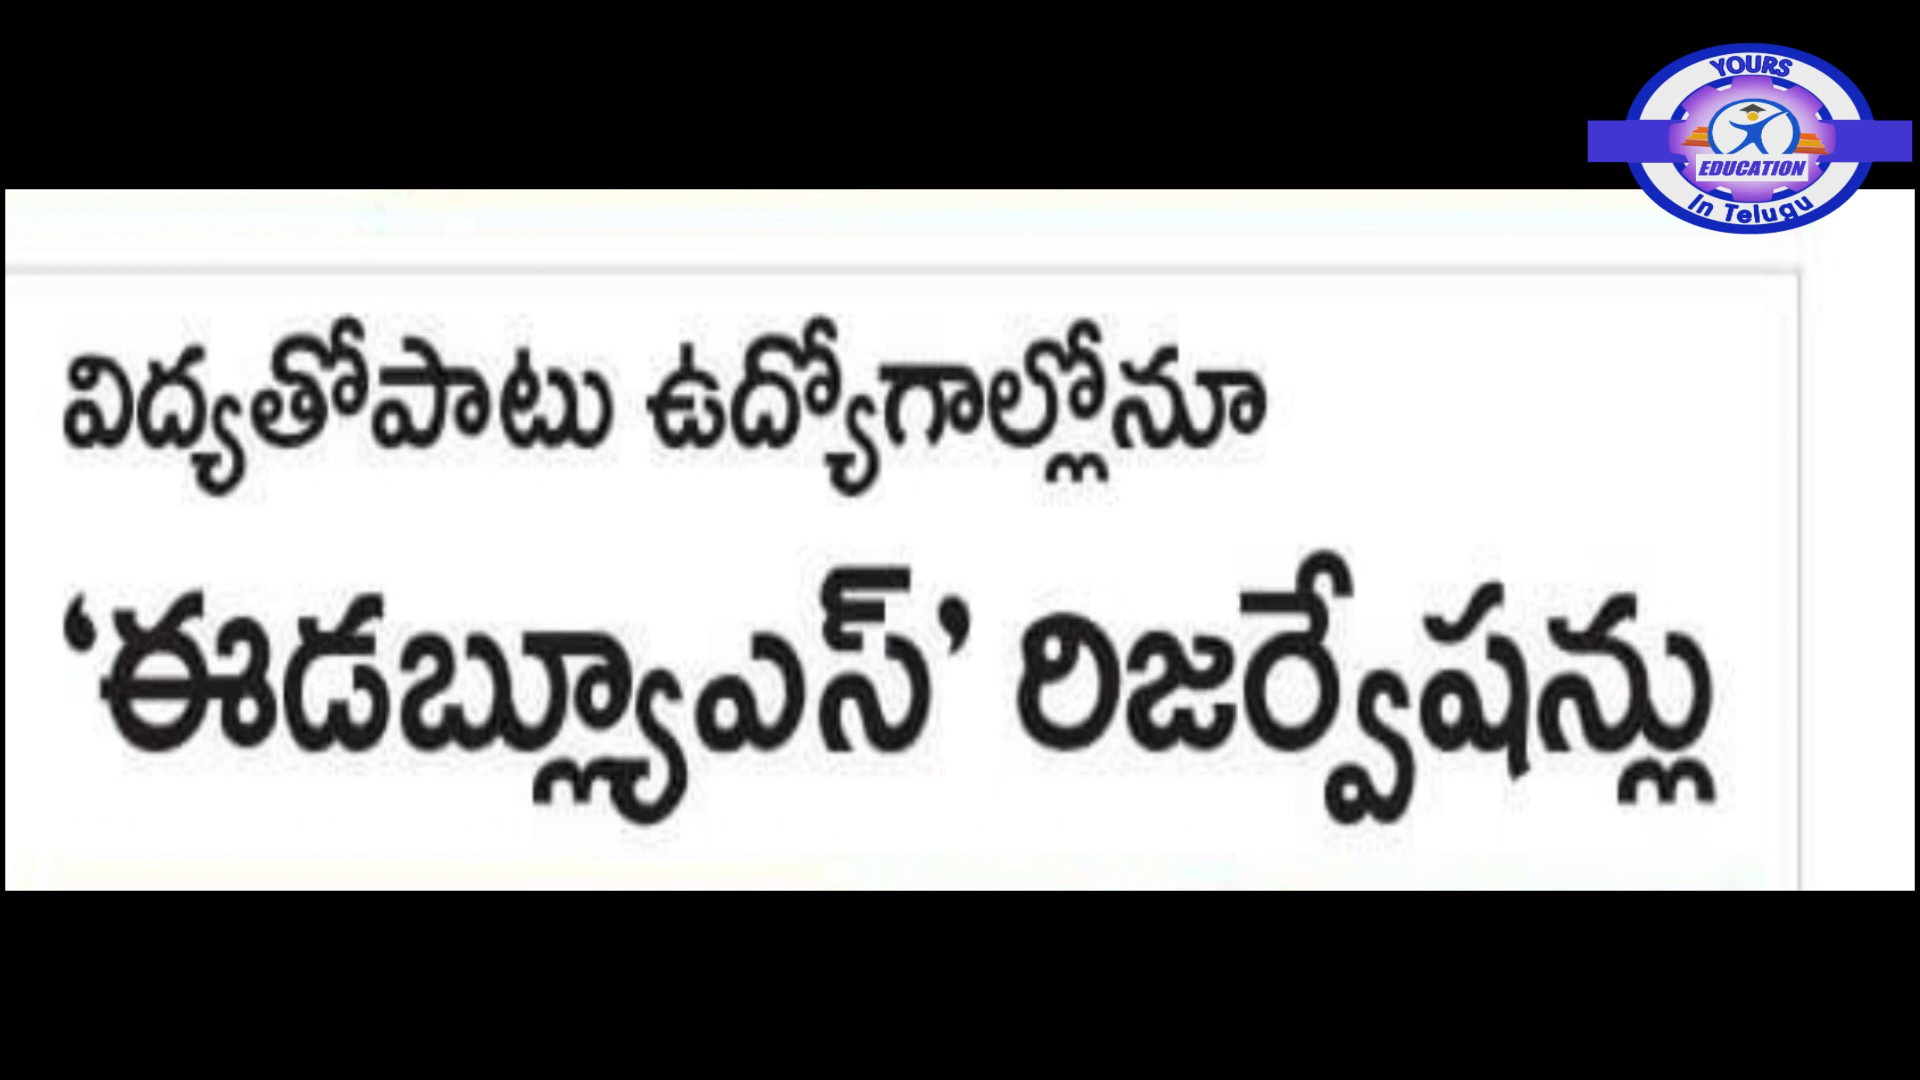 YOURS
EDUCATION
In Telugu
విద్యతోపాటు ఉద్యోగాల్లోనూ
‘ఈడబ్ల్యూఎస్’ రిజర్వేషన్లు